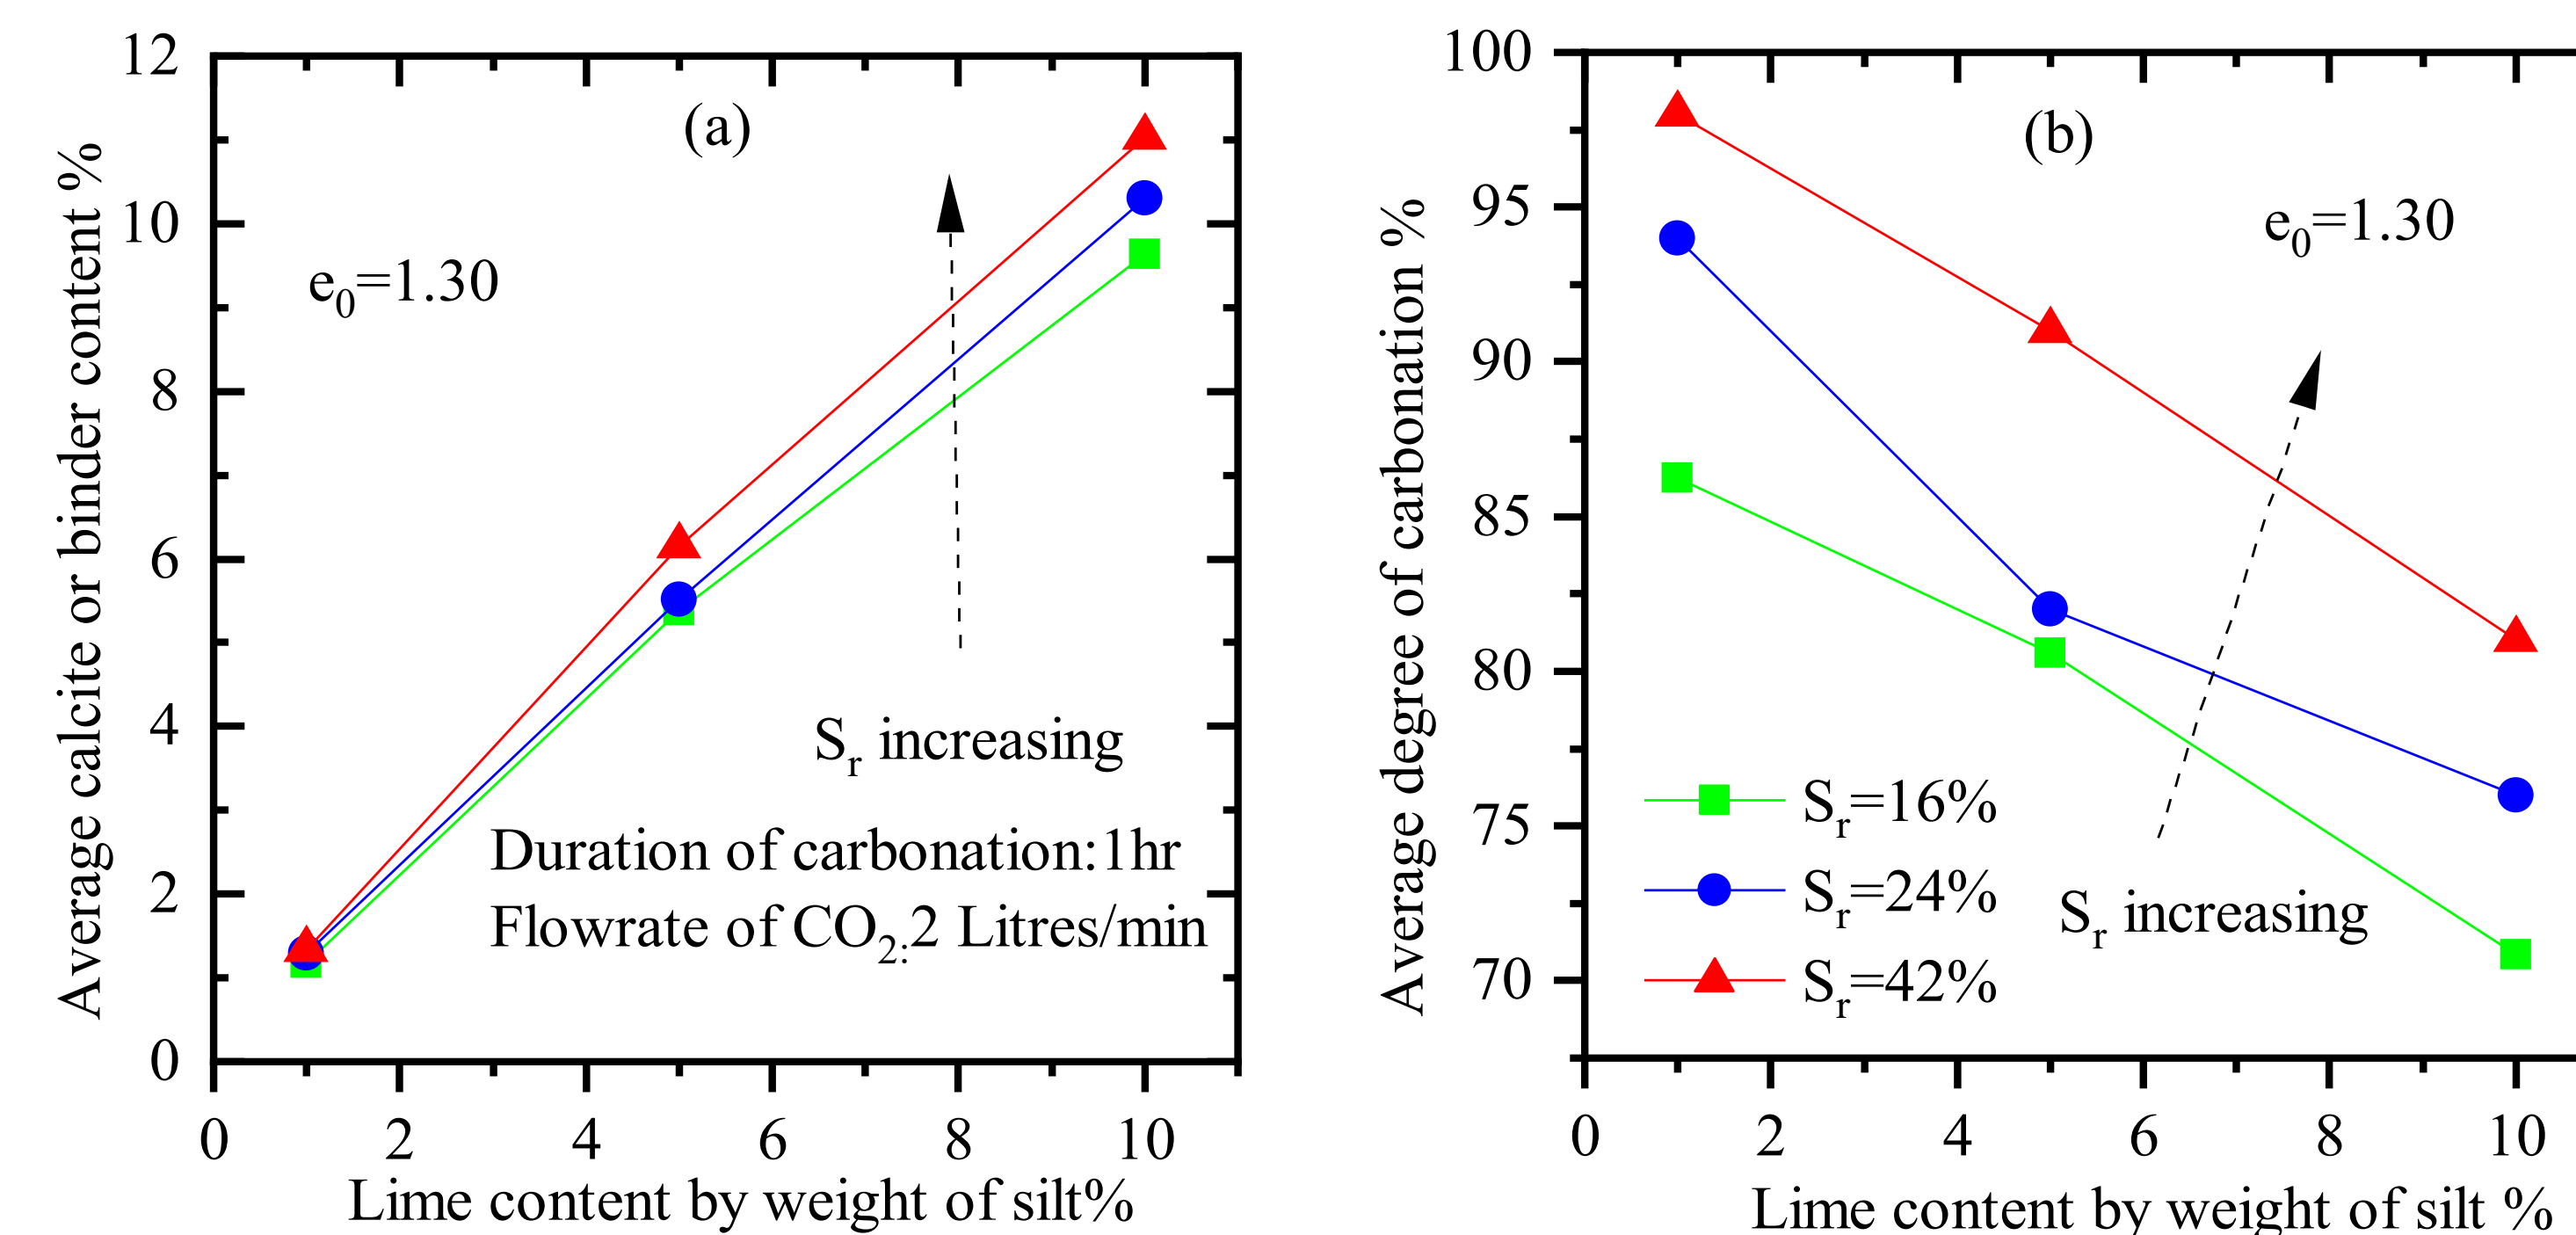 (a)
e0=1.30
Sr increasing
Duration of carbonation:1hr
Flowrate of CO2:2 Litres/min
12
10
8
6
4
2
0
0 2 4 6 8 10
Average calcite or binder content %
Lime content by weight of silt%
(b)
e0=1.30
Sr=16%
Sr=24%
Sr=42%
Sr increasing
100
95
90
85
80
75
70
0 2 4 6 8 10
Average degree of carbonation %
Lime content by weight of silt %